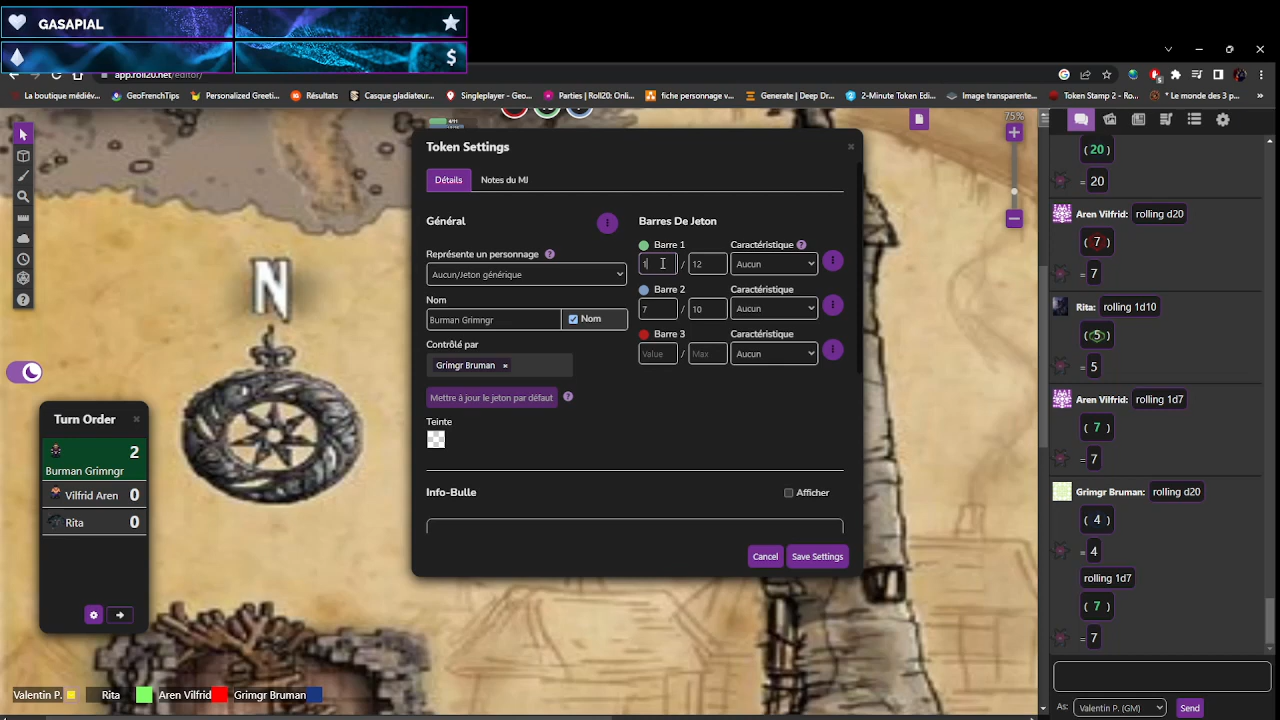 GASAPIAL
$
app.roll20.net/editor/
La boutique médiév...
GeoFrenchTips
Personalized Greeti...
Résultats
Casque gladiateur...
Singleplayer - Geo...
Parties | Roll20: Onli...
fiche personnage v...
Generate | Deep Dr...
2-Minute Token Edi...
Image transparente...
Token Stamp 2 - Ro...
* Le monde des 3 p...
»
4/11
75%
Token Settings
Détails
Notes du MJ
Général
Représente un personnage
Aucun/Jeton générique
Nom
Burman Grimngr
Nom
Contrôlé par
Grimgr Bruman ×
Mettre à jour le jeton par défaut
Teinte
Barres De Jeton
Barre 1
Caractéristique
1 / 12 Aucun
Barre 2
Caractéristique
7 / 10 Aucun
Barre 3
Caractéristique
Value / Max Aucun
Info-Bulle
Afficher
Cancel
Save Settings
N
Turn Order
2
Burman Grimngr
Vilfrid Aren 0
Rita 0
Valentin P.
Rita
Aren Vilfrid
Grimgr Bruman
( 20 )
= 20
Aren Vilfrid: rolling d20
( 7 )
= 7
Rita: rolling 1d10
( 5 )
= 5
Aren Vilfrid: rolling 1d7
( 7 )
= 7
Grimgr Bruman: rolling d20
( 4 )
= 4
rolling 1d7
( 7 )
= 7
As: Valentin P. (GM)
Send